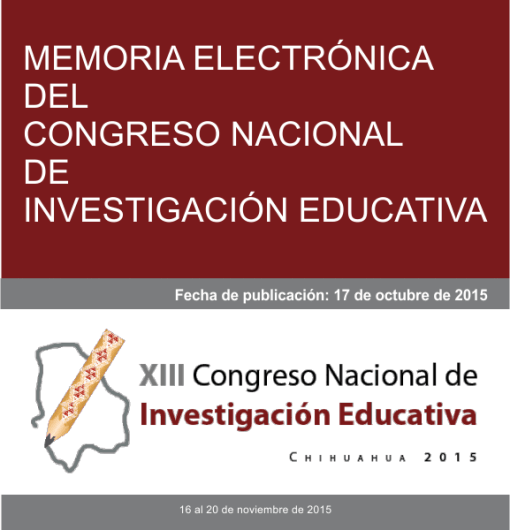 MEMORIA ELECTRÓNICA
DEL
CONGRESO NACIONAL
DE
INVESTIGACIÓN EDUCATIVA
Fecha de publicación: 17 de octubre de 2015
XIII Congreso Nacional de
Investigación Educativa
CHIHUAHUA 2015
16 al 20 de noviembre de 2015